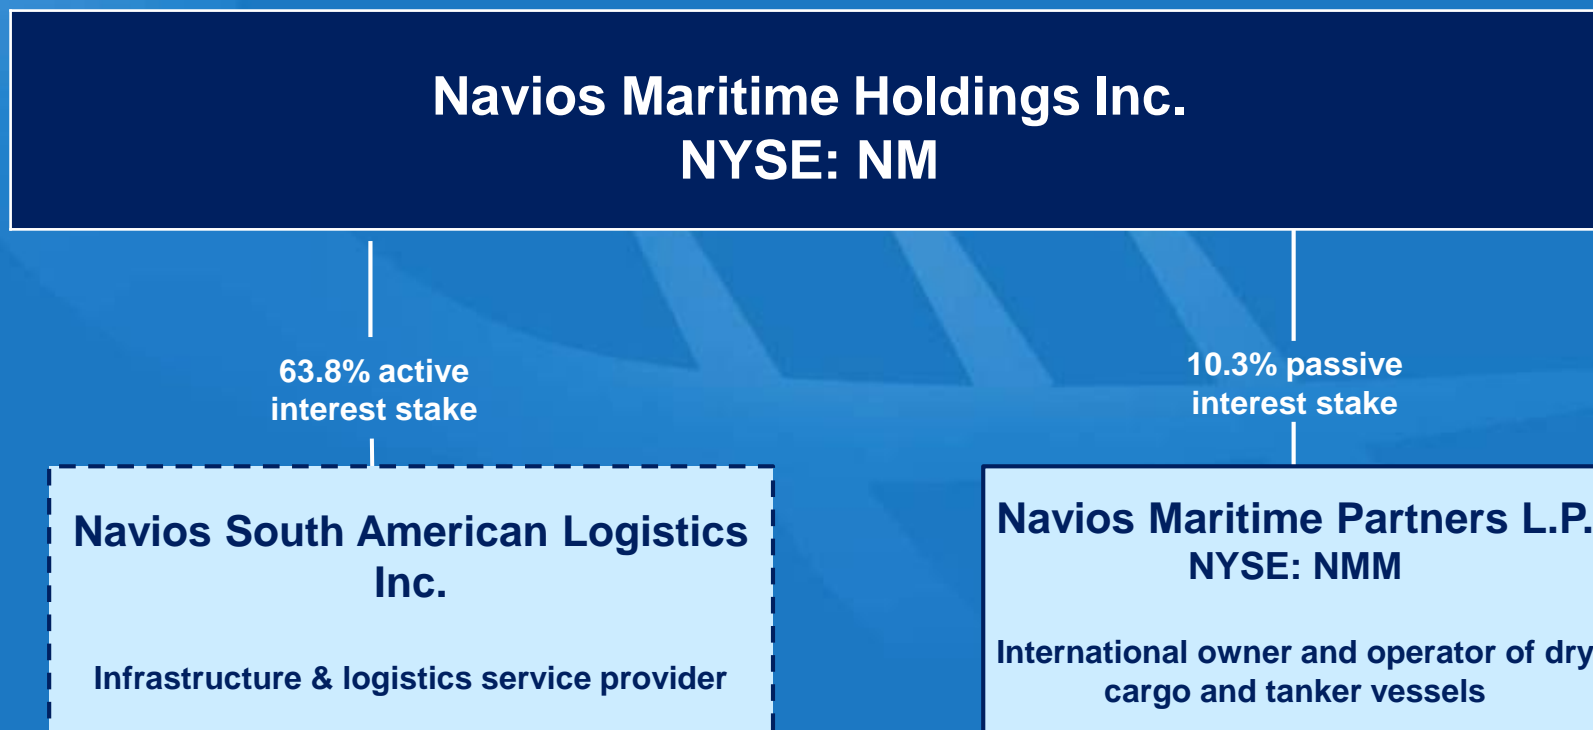 Navios Maritime Holdings Inc.
NYSE: NM
63.8% active
interest stake
10.3% passive
interest stake
Navios South American Logistics
Inc.
Infrastructure & logistics service provider
Navios Maritime Partners L.P.
NYSE: NMM
International owner and operator of dry
cargo and tanker vessels